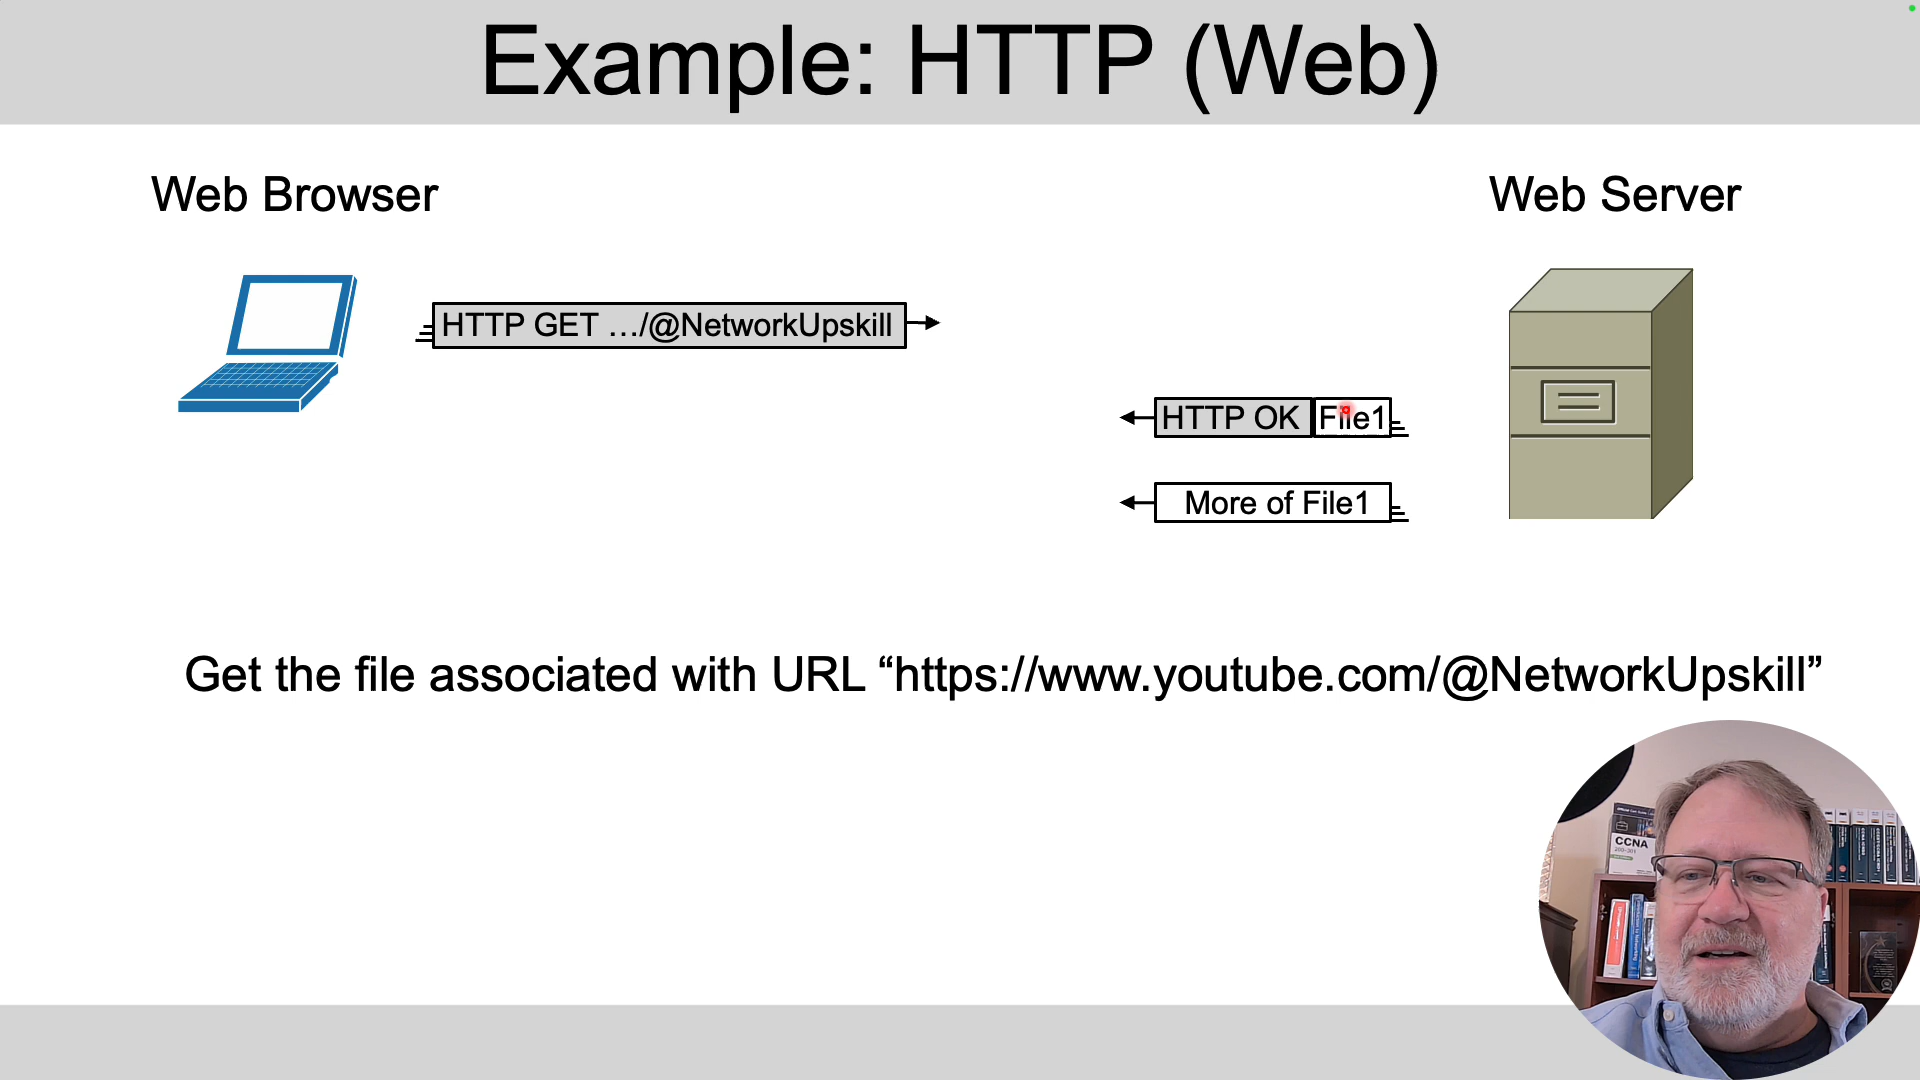 Example: HTTP (Web)
Web Browser
Web Server
HTTP GET …/@NetworkUpskill
HTTP OK File1
More of File1
Get the file associated with URL “https://www.youtube.com/@NetworkUpskill”
CCNA